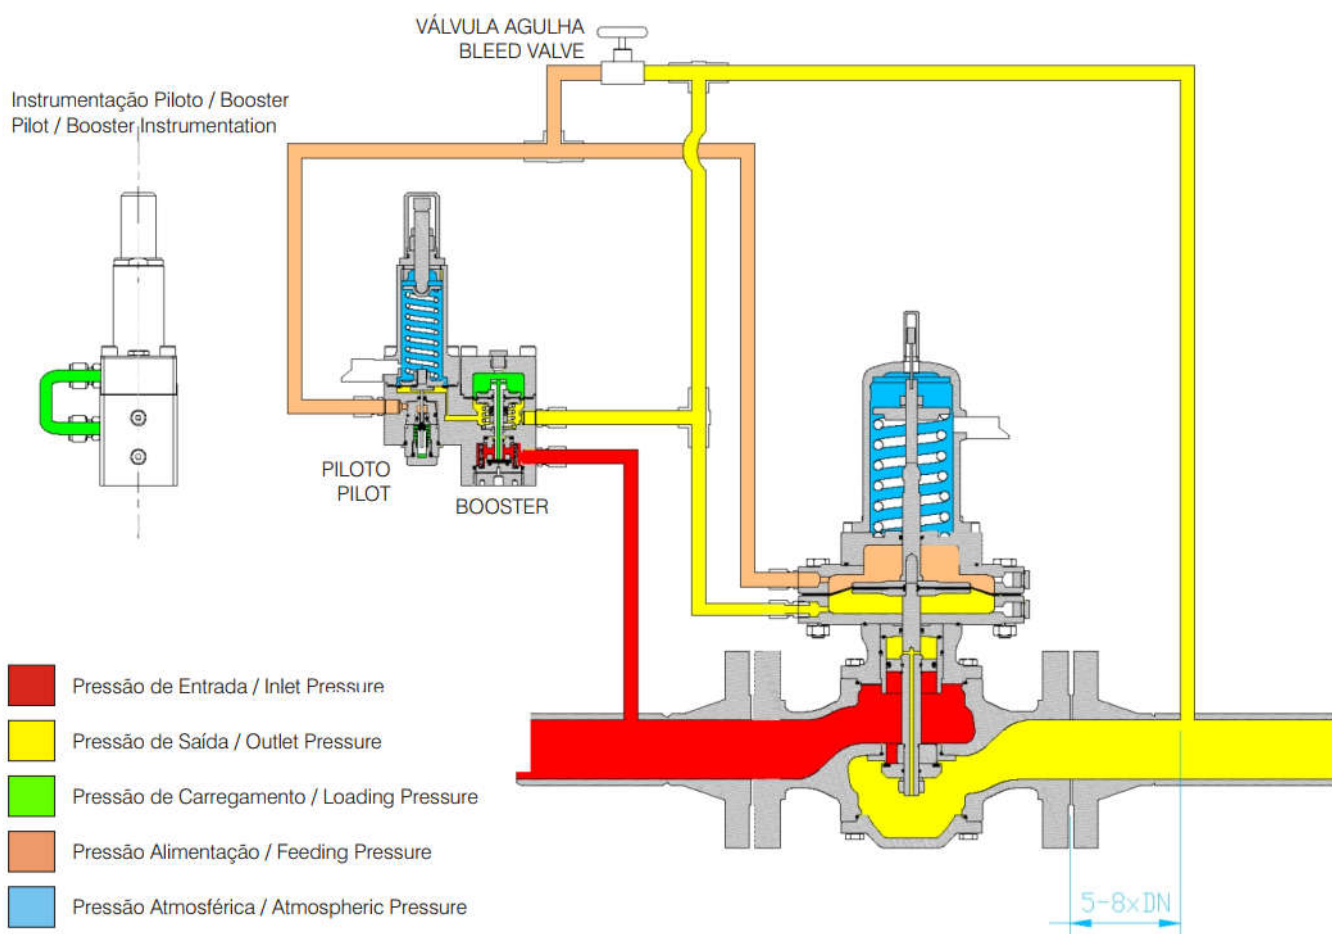 VÁLVULA AGULHA
BLEED VALVE
Instrumentação Piloto / Booster
Pilot / Booster Instrumentation
PILOTO
PILOT
BOOSTER
Pressão de Entrada / Inlet Pressure
Pressão de Saída / Outlet Pressure
Pressão de Carregamento / Loading Pressure
Pressão Alimentação / Feeding Pressure
Pressão Atmosférica / Atmospheric Pressure
5-8xDN